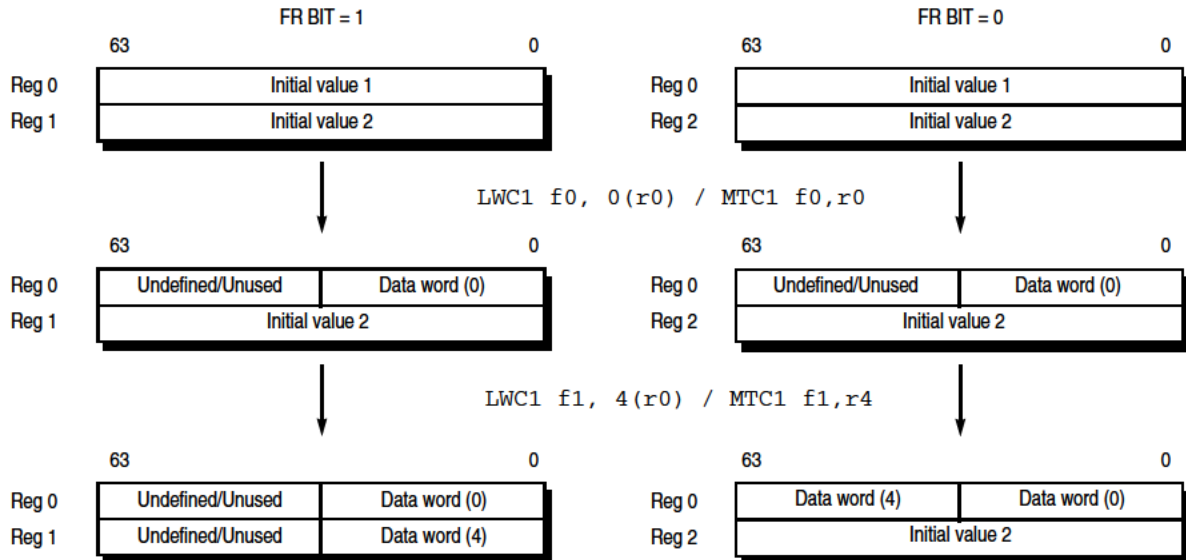 FR BIT = 1 FR BIT = 0
63 0 63 0
Reg 0 Initial value 1 Reg 0 Initial value 1
Reg 1 Initial value 2 Reg 2 Initial value 2
LWC1 f0, 0(r0) / MTC1 f0,r0
63 0 63 0
Reg 0 Undefined/Unused Data word (0) Reg 0 Undefined/Unused Data word (0)
Reg 1 Initial value 2 Reg 2 Initial value 2
LWC1 f1, 4(r0) / MTC1 f1,r4
63 0 63 0
Reg 0 Undefined/Unused Data word (0) Reg 0 Data word (4) Data word (0)
Reg 1 Undefined/Unused Data word (4) Reg 2 Initial value 2